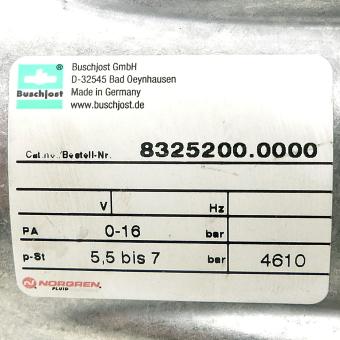 Buschjost GmbH
D-32545 Bad Oeynhausen
Made in Germany
www.buschjost.de
Buschjost
Cat.no./Bestell-Nr. 8325200.0000
V Hz
PA 0-16 bar
p-St 5,5 bis 7 bar 4610
NORGREN
FLUID